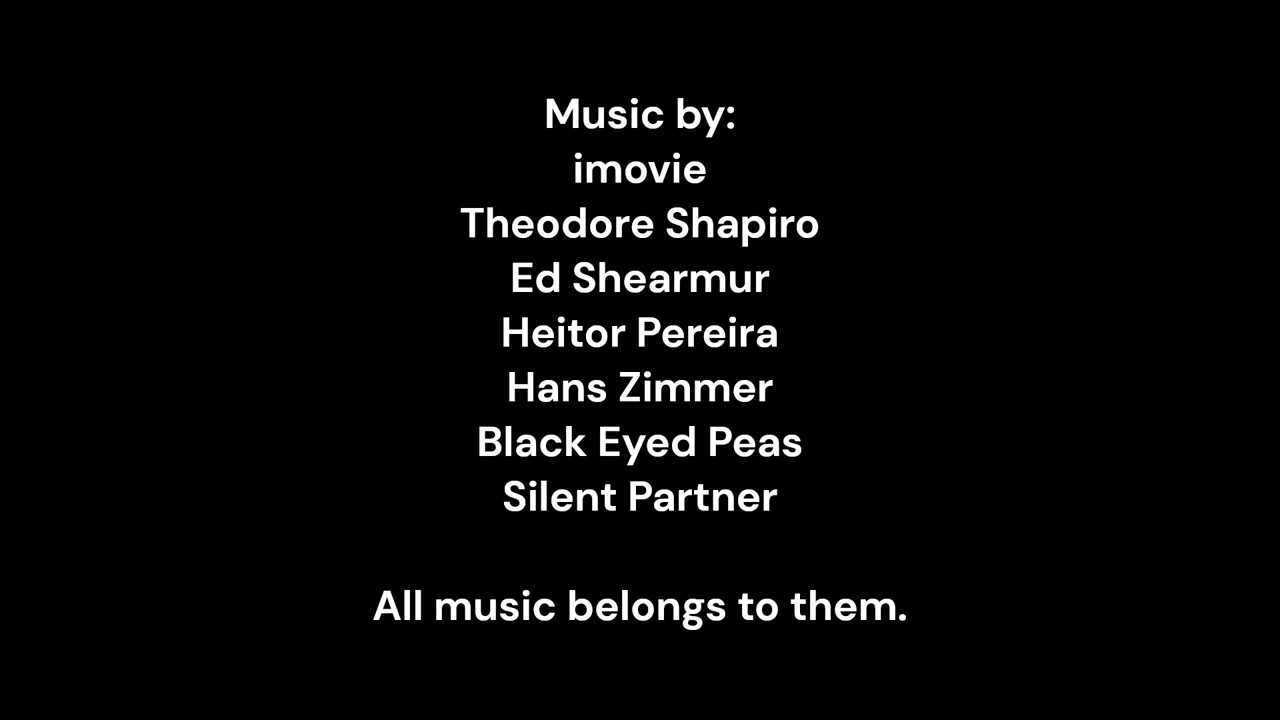 Music by:
imovie
Theodore Shapiro
Ed Shearmur
Heitor Pereira
Hans Zimmer
Black Eyed Peas
Silent Partner
All music belongs to them.